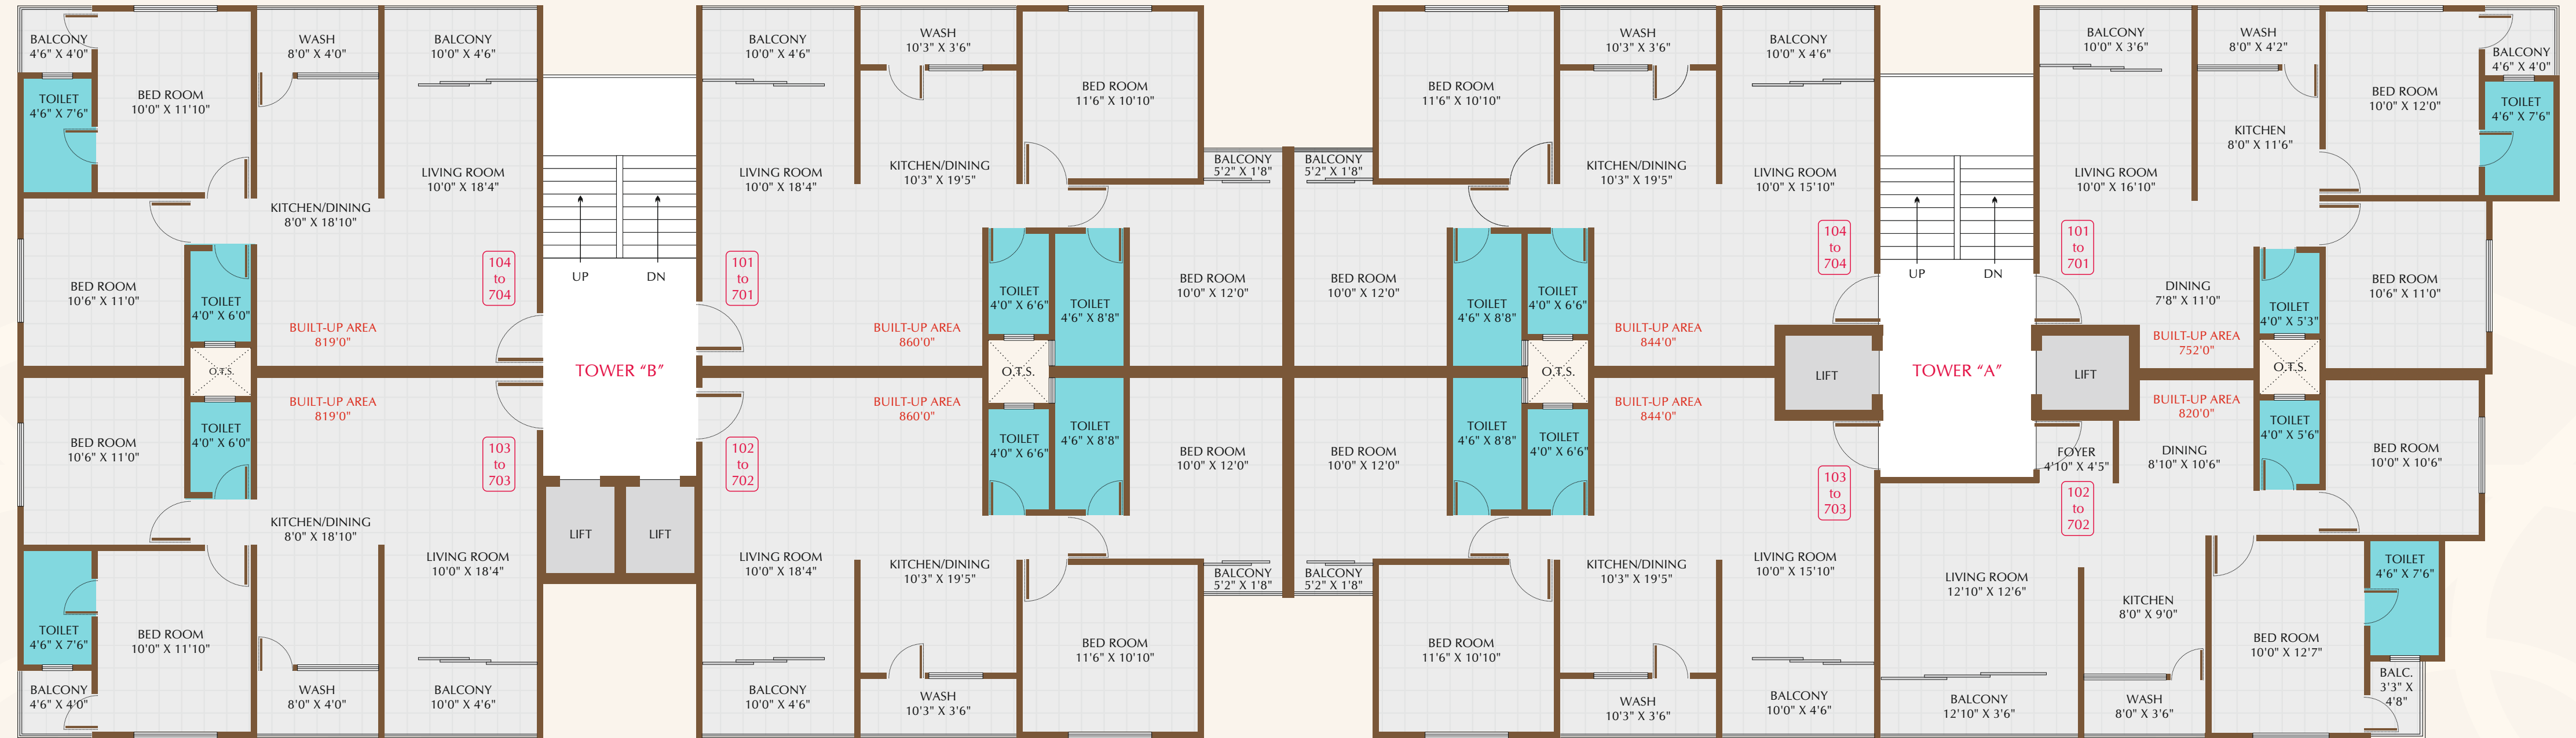 BALCONY
4'6" X 4'0"
TOILET
4'6" X 7'6"
BED ROOM
10'0" X 11'10"
WASH
8'0" X 4'0"
BALCONY
10'0" X 4'6"
LIVING ROOM
10'0" X 18'4"
KITCHEN/DINING
8'0" X 18'10"
BED ROOM
10'6" X 11'0"
TOILET
4'0" X 6'0"
104
to
704
BUILT-UP AREA
819'0"
O.T.S.
BUILT-UP AREA
819'0"
BED ROOM
10'6" X 11'0"
TOILET
4'0" X 6'0"
103
to
703
KITCHEN/DINING
8'0" X 18'10"
LIVING ROOM
10'0" X 18'4"
TOILET
4'6" X 7'6"
BED ROOM
10'0" X 11'10"
BALCONY
4'6" X 4'0"
WASH
8'0" X 4'0"
BALCONY
10'0" X 4'6"
UP
DN
TOWER “B”
LIFT
LIFT
BALCONY
10'0" X 4'6"
WASH
10'3" X 3'6"
BED ROOM
11'6" X 10'10"
LIVING ROOM
10'0" X 18'4"
KITCHEN/DINING
10'3" X 19'5"
BALCONY
5'2" X 1'8"
101
to
701
TOILET
4'0" X 6'6"
TOILET
4'6" X 8'8"
BED ROOM
10'0" X 12'0"
BUILT-UP AREA
860'0"
O.T.S.
BUILT-UP AREA
860'0"
102
to
702
TOILET
4'0" X 6'6"
TOILET
4'6" X 8'8"
BED ROOM
10'0" X 12'0"
LIVING ROOM
10'0" X 18'4"
KITCHEN/DINING
10'3" X 19'5"
BALCONY
5'2" X 1'8"
BED ROOM
11'6" X 10'10"
BALCONY
10'0" X 4'6"
WASH
10'3" X 3'6"
BED ROOM
11'6" X 10'10"
WASH
10'3" X 3'6"
BALCONY
10'0" X 4'6"
BALCONY
5'2" X 1'8"
KITCHEN/DINING
10'3" X 19'5"
LIVING ROOM
10'0" X 15'10"
104
to
704
BED ROOM
10'0" X 12'0"
TOILET
4'6" X 8'8"
TOILET
4'0" X 6'6"
BUILT-UP AREA
844'0"
O.T.S.
BUILT-UP AREA
844'0"
BED ROOM
10'0" X 12'0"
TOILET
4'6" X 8'8"
TOILET
4'0" X 6'6"
103
to
703
BALCONY
5'2" X 1'8"
KITCHEN/DINING
10'3" X 19'5"
LIVING ROOM
10'0" X 15'10"
BED ROOM
11'6" X 10'10"
WASH
10'3" X 3'6"
BALCONY
10'0" X 4'6"
UP
DN
LIFT
TOWER “A”
LIFT
BALCONY
10'0" X 3'6"
WASH
8'0" X 4'2"
BALCONY
4'6" X 4'0"
BED ROOM
10'0" X 12'0"
TOILET
4'6" X 7'6"
KITCHEN
8'0" X 11'6"
LIVING ROOM
10'0" X 16'10"
101
to
701
DINING
7'8" X 11'0"
TOILET
4'0" X 5'3"
BED ROOM
10'6" X 11'0"
BUILT-UP AREA
752'0"
O.T.S.
BUILT-UP AREA
820'0"
FOYER
4'10" X 4'5"
DINING
8'10" X 10'6"
TOILET
4'0" X 5'6"
BED ROOM
10'0" X 10'6"
102
to
702
LIVING ROOM
12'10" X 12'6"
KITCHEN
8'0" X 9'0"
TOILET
4'6" X 7'6"
BED ROOM
10'0" X 12'7"
BALCONY
12'10" X 3'6"
WASH
8'0" X 3'6"
BALC.
3'3" X
4'8"